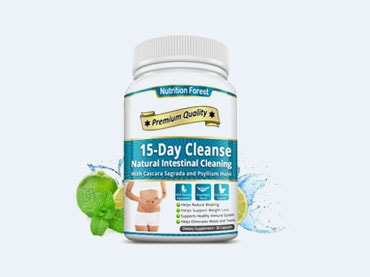 Nutrition Forest
Premium Quality
15-Day Cleanse
Natural Intestinal Cleaning
With Cascara Sagrada and Psyllium Husk
Helps Reduce Bloating
Helps Support Weight Loss
Supports Healthy Immune System
Helps Eliminates Waste and Toxins
Dietary Supplement